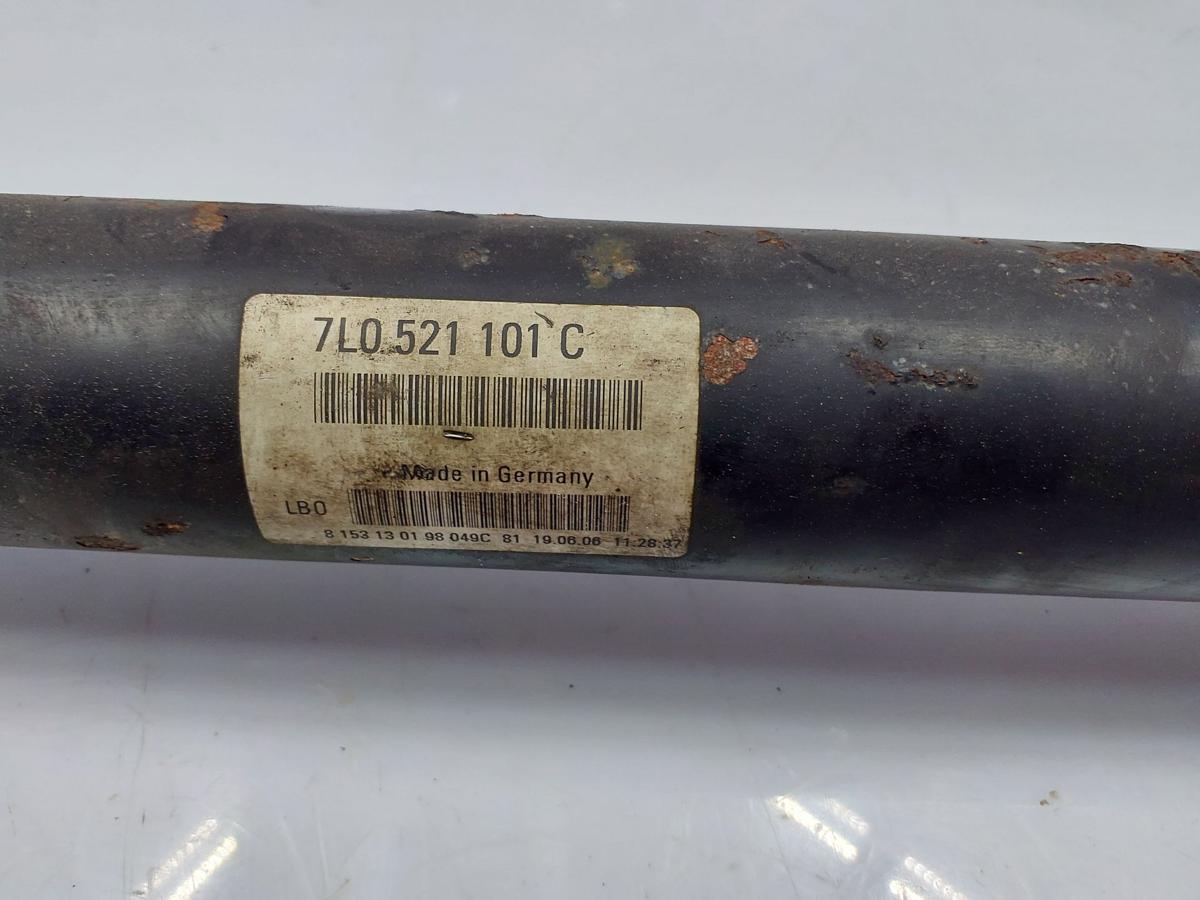 7L0 521 101 C
Made in Germany
LBO
8 153 13 01 98 049C 81 19.06.06 11:28:37